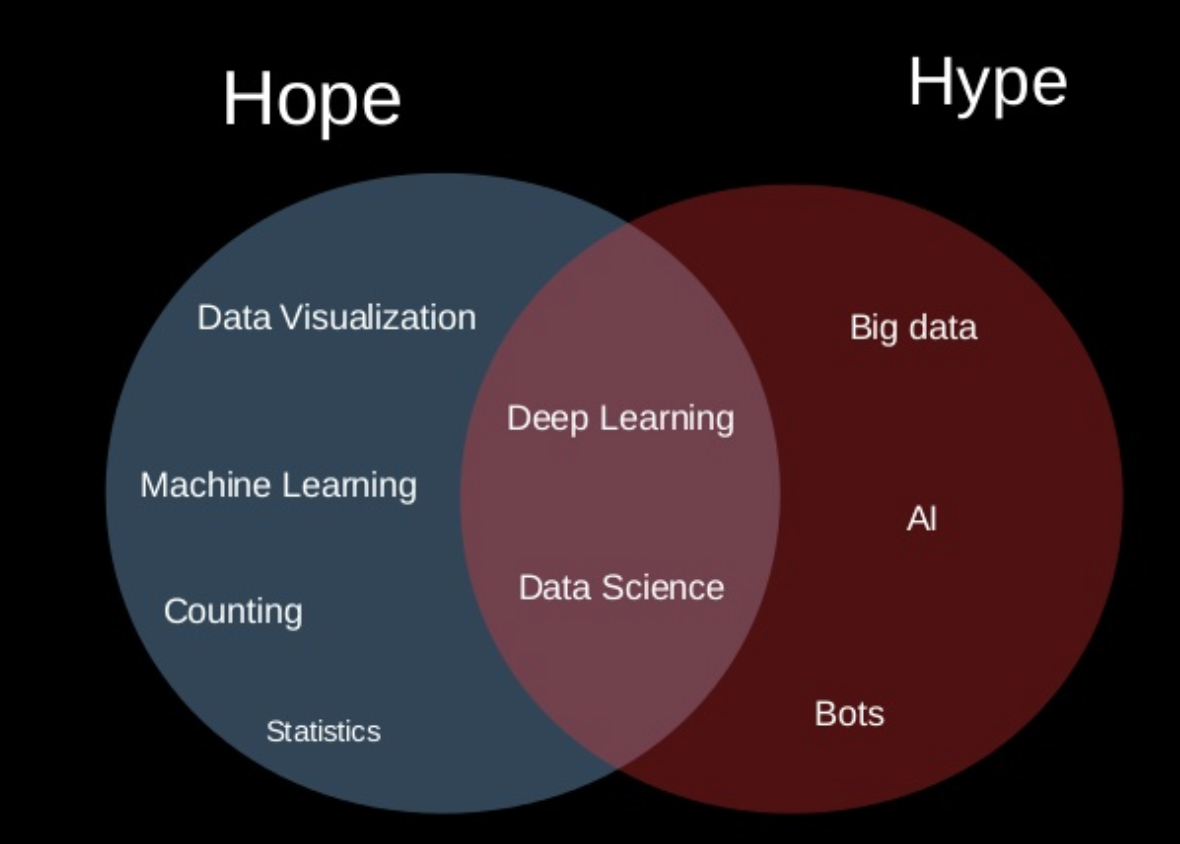 Hope
Hype
Data Visualization
Machine Learning
Counting
Statistics
Deep Learning
Data Science
Big data
AI
Bots